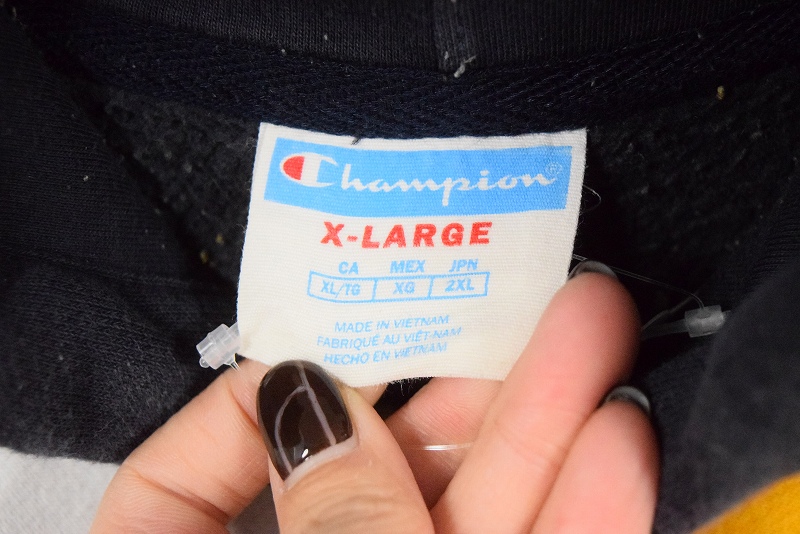 Champion®
X-LARGE
CA MEX JPN
XL/TG XG 2XL
MADE IN VIETNAM
FABRIQUÉ AU VIÊT-NAM
HECHO EN VIETNAM